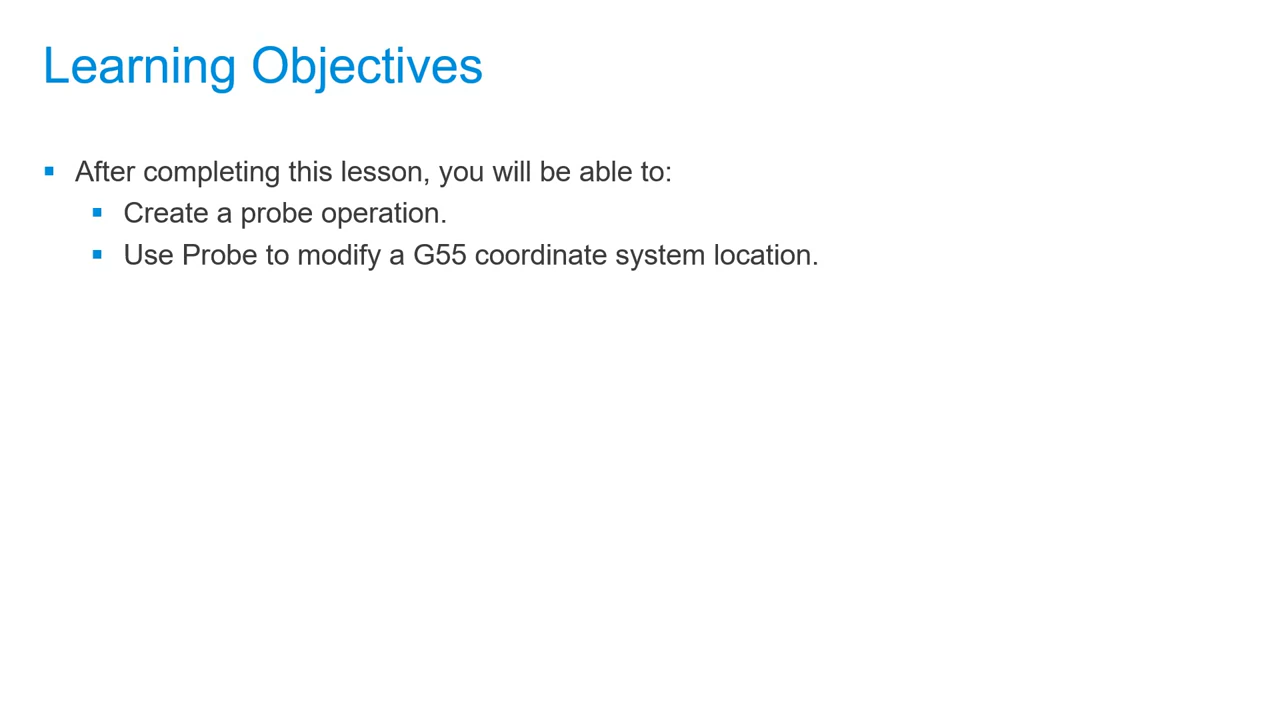 Learning Objectives
After completing this lesson, you will be able to:
Create a probe operation.
Use Probe to modify a G55 coordinate system location.